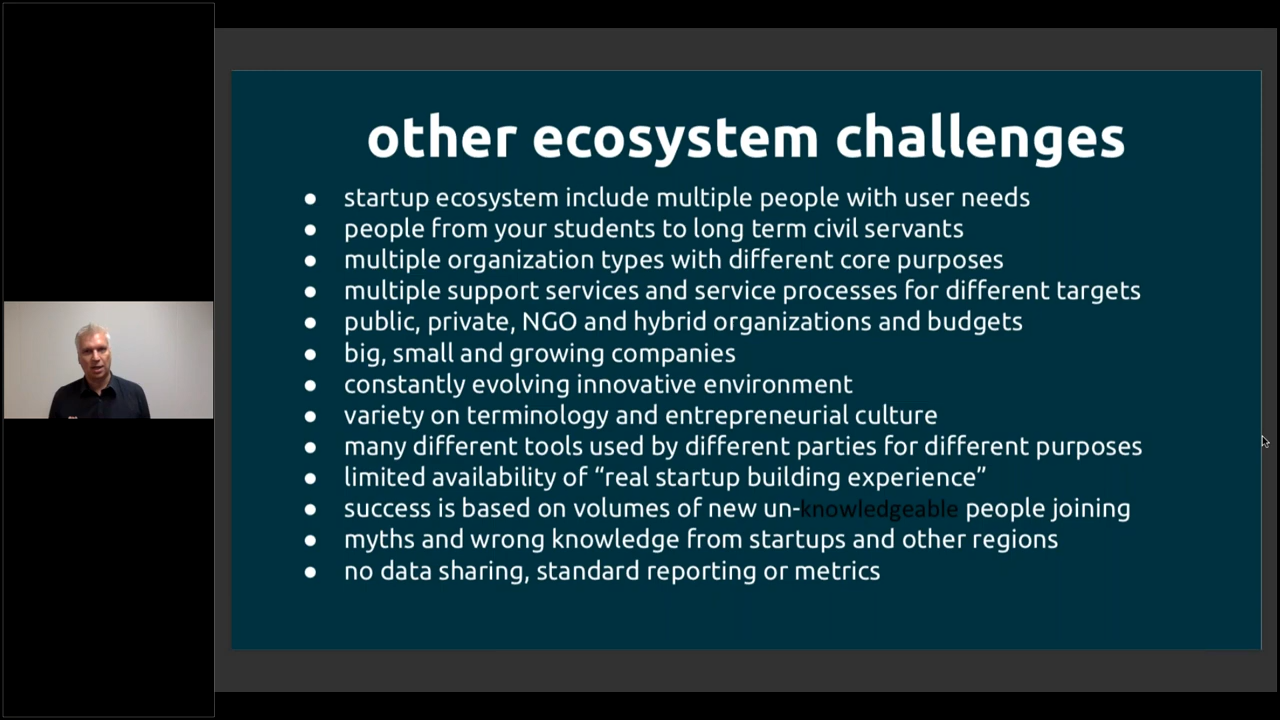 other ecosystem challenges
● startup ecosystem include multiple people with user needs
● people from your students to long term civil servants
● multiple organization types with different core purposes
● multiple support services and service processes for different targets
● public, private, NGO and hybrid organizations and budgets
● big, small and growing companies
● constantly evolving innovative environment
● variety on terminology and entrepreneurial culture
● many different tools used by different parties for different purposes
● limited availability of “real startup building experience”
● success is based on volumes of new un-knowledgeable people joining
● myths and wrong knowledge from startups and other regions
● no data sharing, standard reporting or metrics